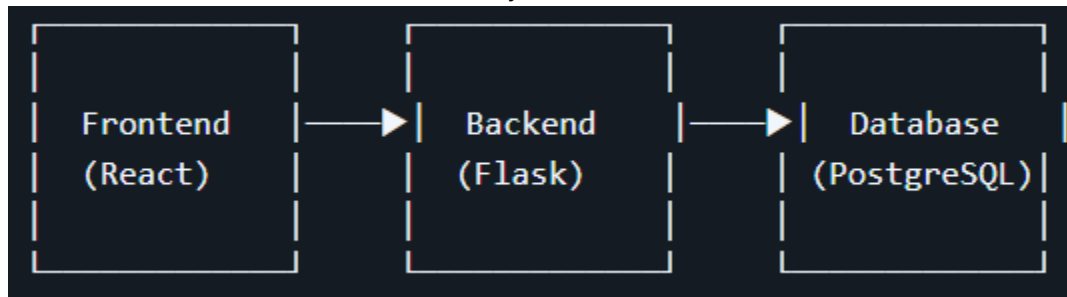 Frontend Backend Database
(React) (Flask) (PostgreSQL)